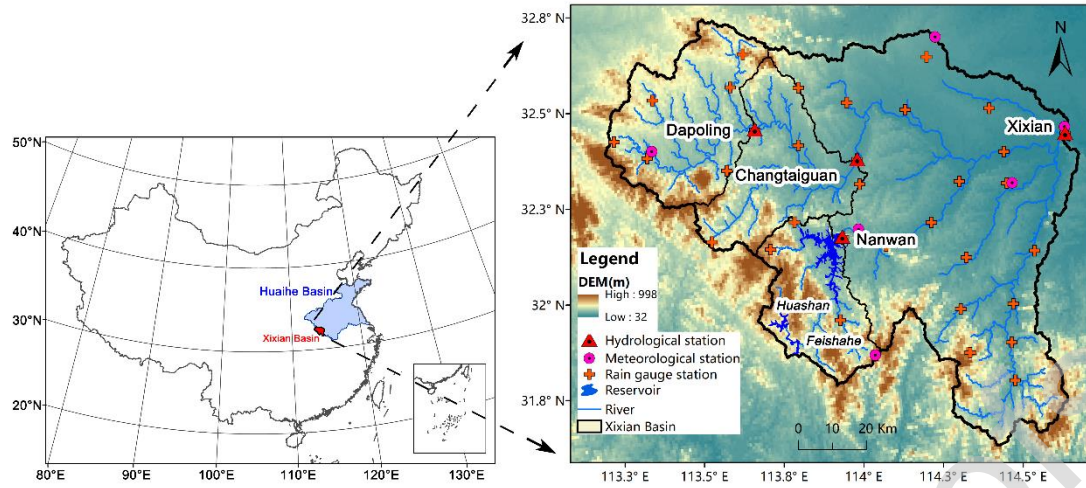 50°N
40°N
30°N
20°N
80°E
90°E
100°E
110°E
120°E
130°E
Huaihe Basin
Xixian Basin
32.8° N
32.5° N
32.3° N
32° N
31.8° N
113.3° E
113.5° E
113.8° E
114° E
114.3° E
114.5° E
N
Dapoling
Changtaiguan
Xixian
Nanwan
Huashan
Feishahe
Legend
DEM(m)
High : 998
Low : 32
Hydrological station
Meteorological station
Rain gauge station
Reservoir
River
Xixian Basin
0 10 20 Km